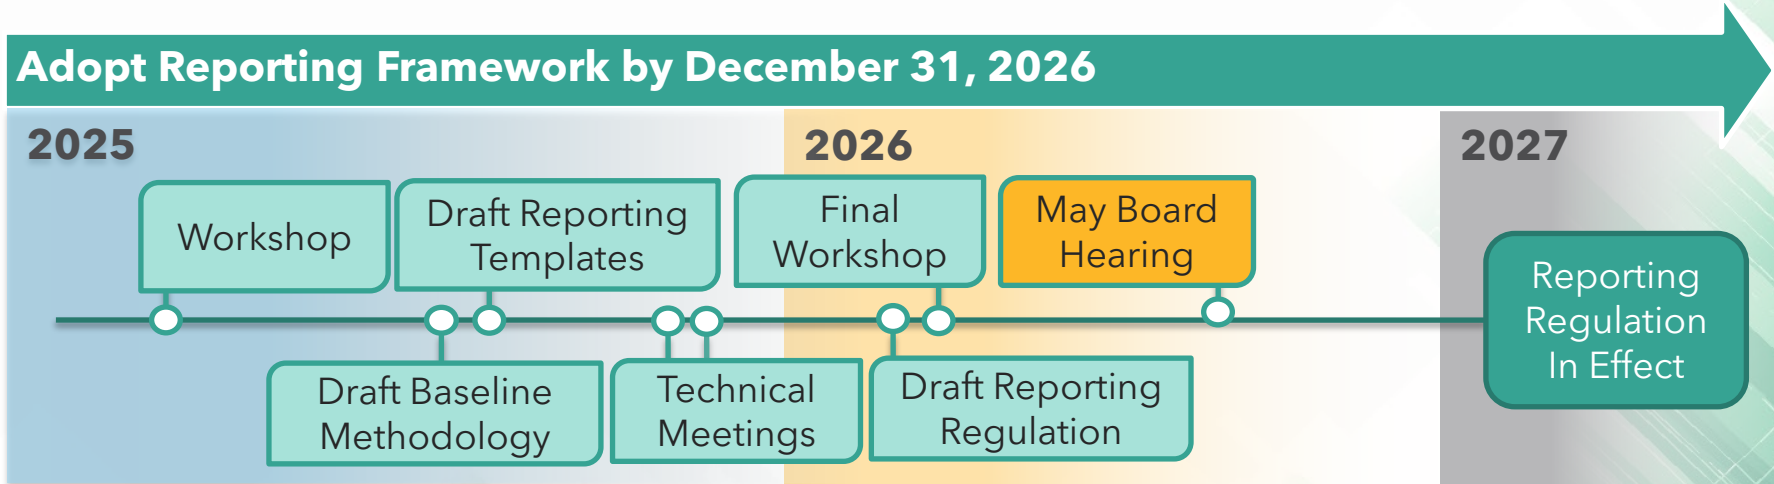 Adopt Reporting Framework by December 31, 2026
2025
2026
2027
Workshop
Draft Reporting
Templates
Final
Workshop
May Board
Hearing
Reporting
Regulation
In Effect
Draft Baseline
Methodology
Technical
Meetings
Draft Reporting
Regulation